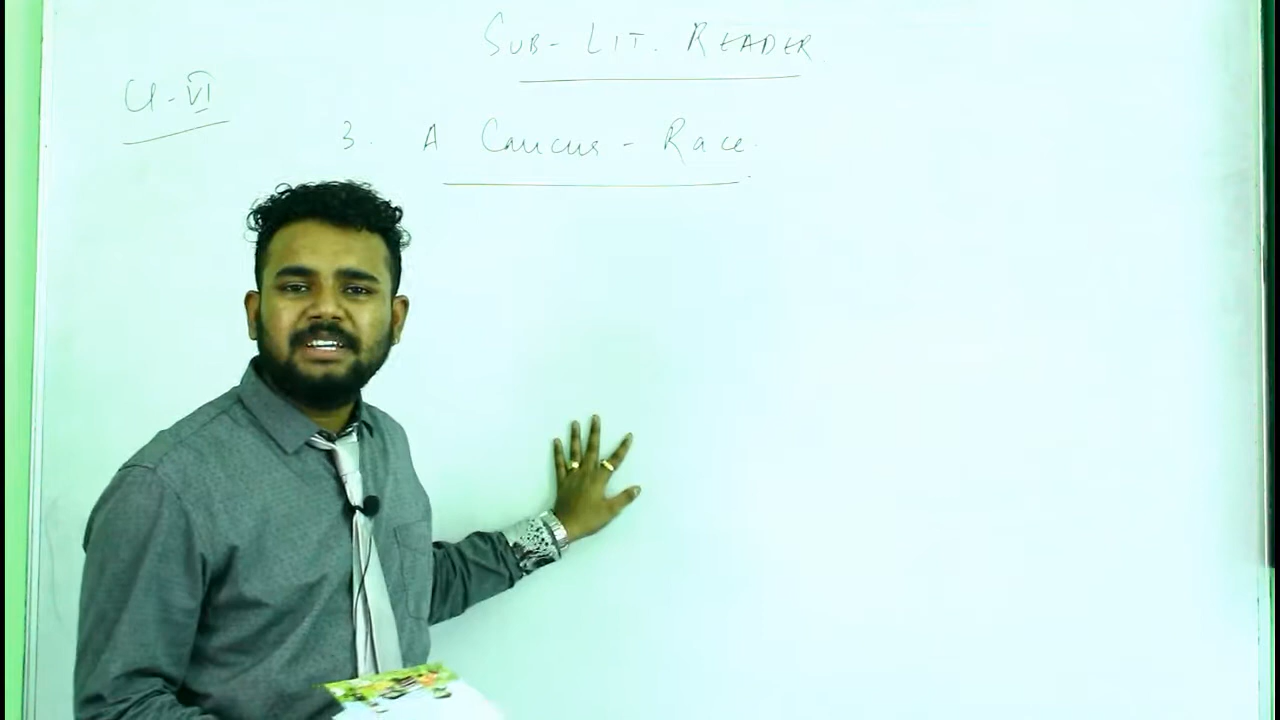 SUB- LIT. READER
Cl-VI
3. A Caucus - Race.